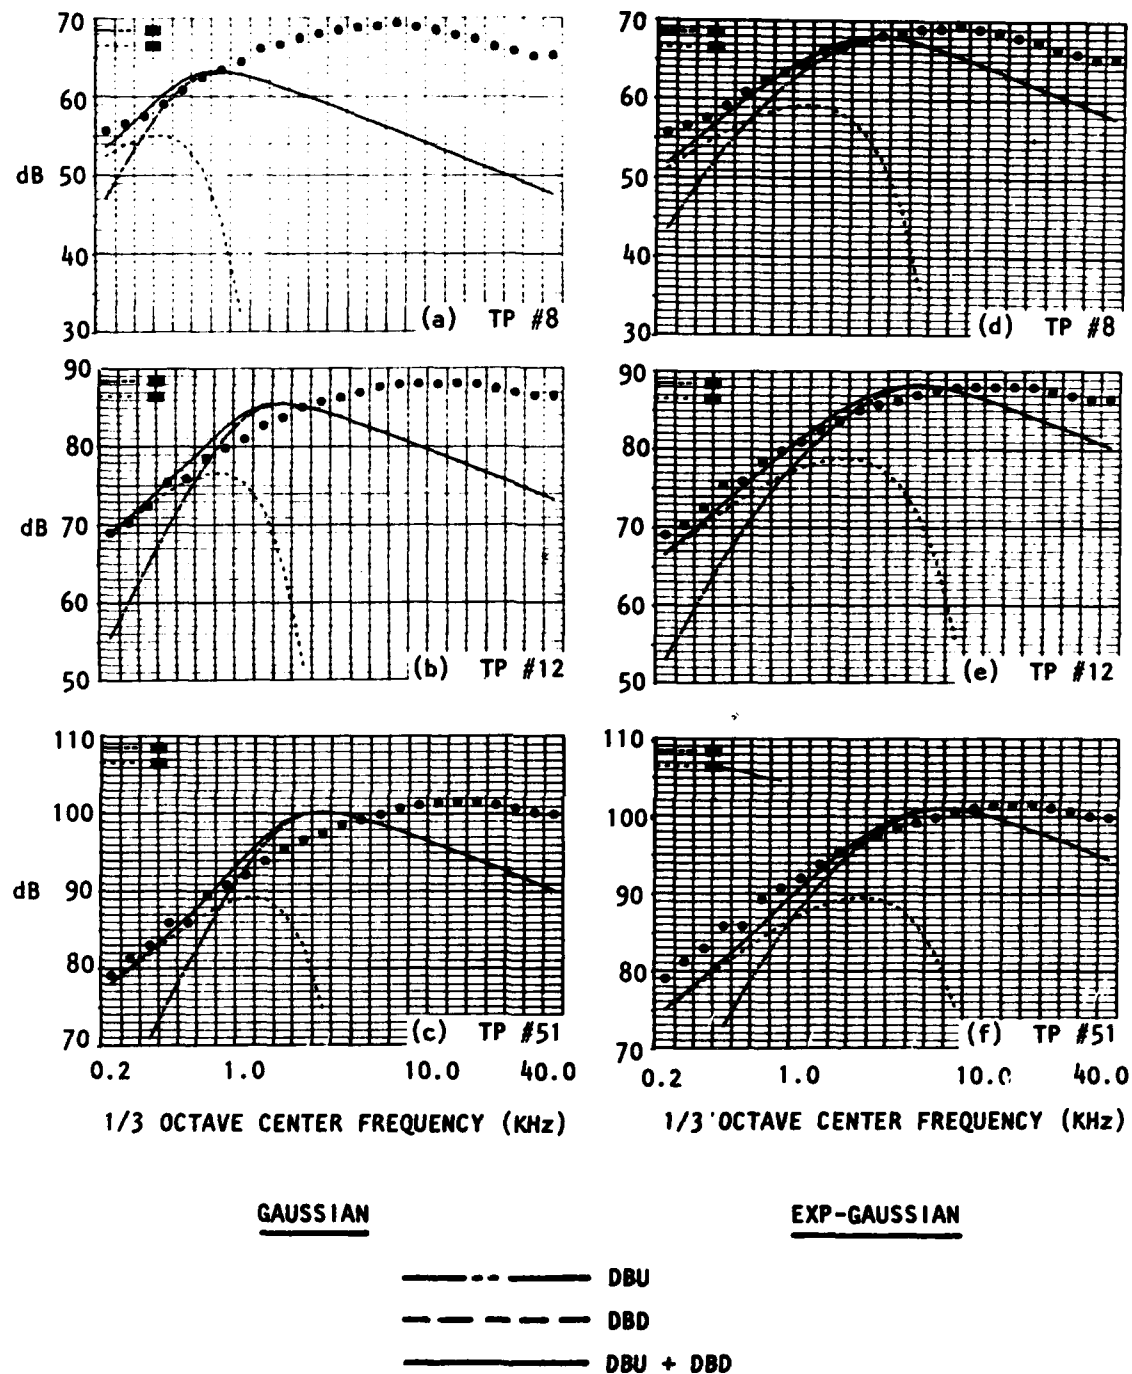 70
60
dB
50
40
30
(a) TP #8
70
60
dB
50
40
30
(d) TP #8
90
80
dB
70
60
50
(b) TP #12
90
80
dB
70
60
50
(e) TP #12
110
100
dB
90
80
70
(c) TP #51
0.2 1.0 10.0 40.0
1/3 OCTAVE CENTER FREQUENCY (KHz)
110
100
dB
90
80
70
(f) TP #51
0.2 1.0 10.0 40.0
1/3 OCTAVE CENTER FREQUENCY (KHz)
GAUSSIAN
EXP-GAUSSIAN
DBU
DBD
DBU + DBD